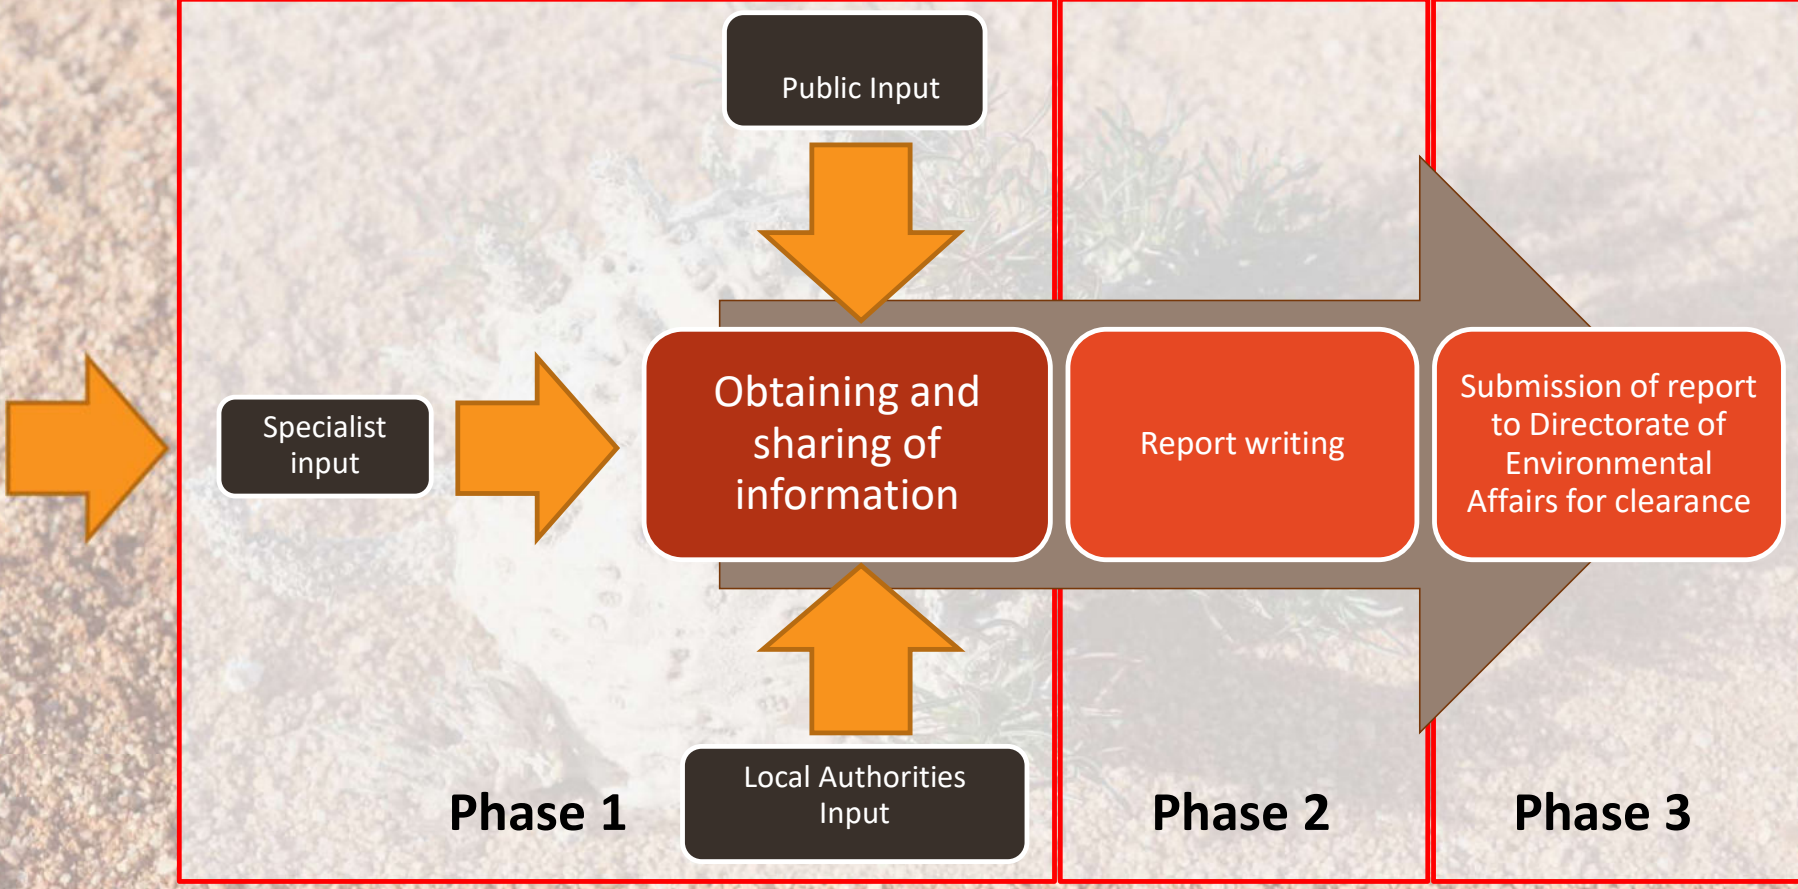 Public Input
Specialist
input
Obtaining and
sharing of
information
Report writing
Submission of report
to Directorate of
Environmental
Affairs for clearance
Local Authorities
Input
Phase 1
Phase 2
Phase 3